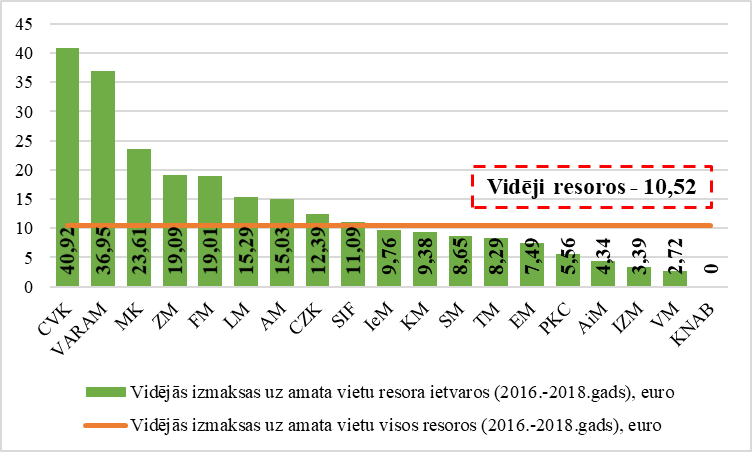 45
40
35
30
25
20
15
10
5
0
Vidēji resoros - 10,52
40,92
36,95
23,61
19,09
19,01
15,29
15,03
12,39
11,09
9,76
9,38
8,65
8,29
7,49
5,56
4,34
3,39
2,72
0
CVK
VARAM
MK
ZM
FM
LM
AM
CZK
SIF
IeM
KM
SM
TM
EM
PKC
AiM
IZM
VM
KNAB
Vidējās izmaksas uz amata vietu resora ietvaros (2016.-2018.gads), euro
Vidējās izmaksas uz amata vietu visos resoros (2016.-2018.gads), euro